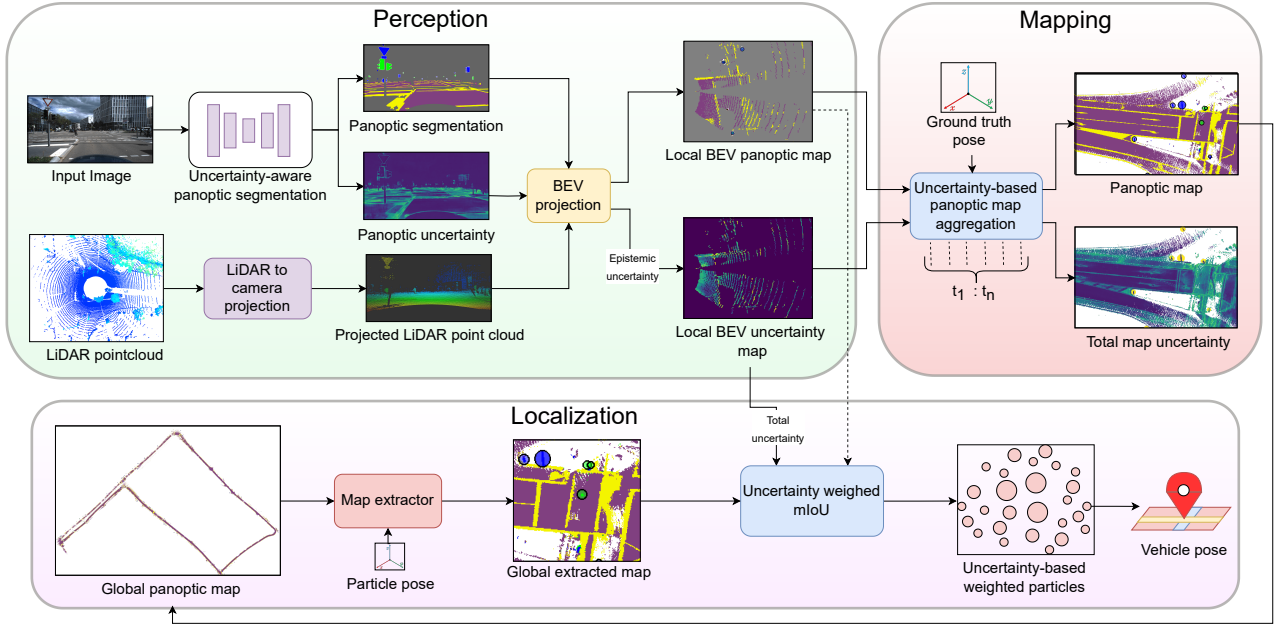 Perception
Mapping
Input Image
Uncertainty-aware
panoptic segmentation
Panoptic segmentation
Panoptic uncertainty
LiDAR pointcloud
LiDAR to
camera
projection
Projected LiDAR point cloud
BEV
projection
Epistemic
uncertainty
Local BEV panoptic map
Local BEV uncertainty
map
z
x
y
Ground truth
pose
Uncertainty-based
panoptic map
aggregation
t1 : tn
Panoptic map
Total map uncertainty
Localization
Total
uncertainty
Global panoptic map
Map extractor
Particle pose
Global extracted map
Uncertainty weighed
mIoU
Uncertainty-based
weighted particles
Vehicle pose